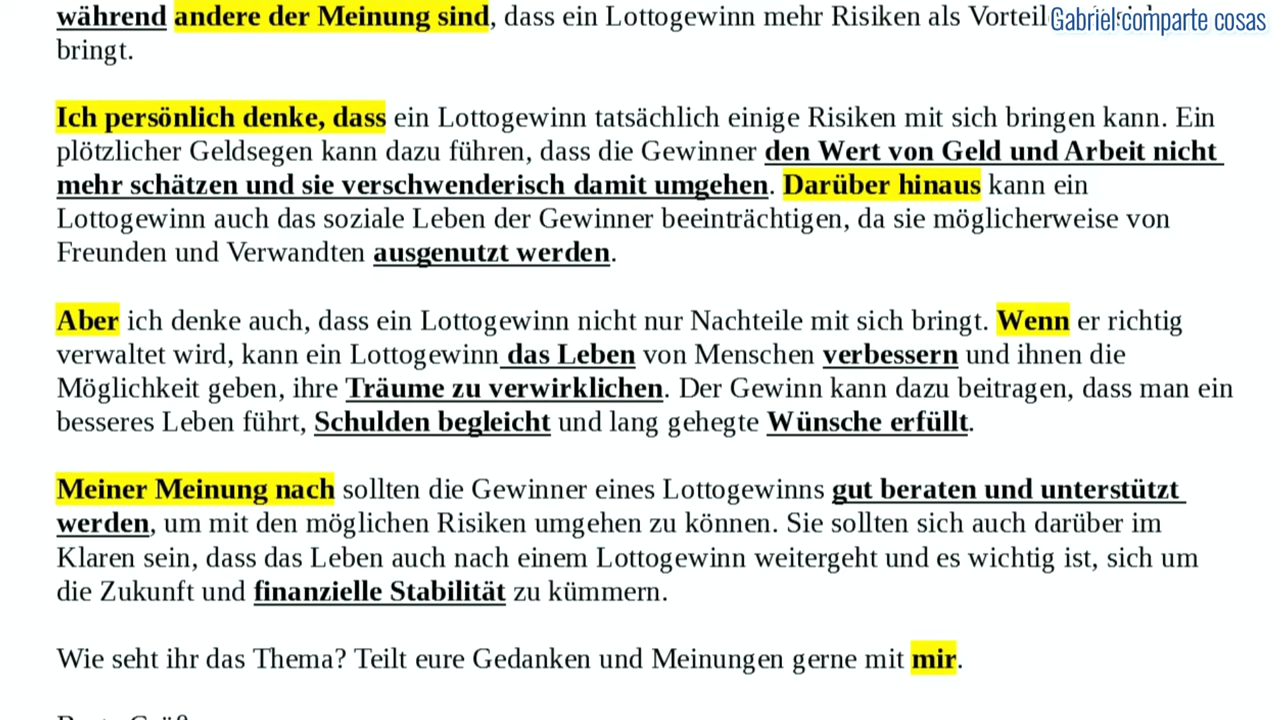 während andere der Meinung sind, dass ein Lottogewinn mehr Risiken als Vorteil
Gabriel comparte cosas
bringt.
Ich persönlich denke, dass ein Lottogewinn tatsächlich einige Risiken mit sich bringen kann. Ein
plötzlicher Geldsegen kann dazu führen, dass die Gewinner den Wert von Geld und Arbeit nicht
mehr schätzen und sie verschwenderisch damit umgehen. Darüber hinaus kann ein
Lottogewinn auch das soziale Leben der Gewinner beeinträchtigen, da sie möglicherweise von
Freunden und Verwandten ausgenutzt werden.
Aber ich denke auch, dass ein Lottogewinn nicht nur Nachteile mit sich bringt. Wenn er richtig
verwaltet wird, kann ein Lottogewinn das Leben von Menschen verbessern und ihnen die
Möglichkeit geben, ihre Träume zu verwirklichen. Der Gewinn kann dazu beitragen, dass man ein
besseres Leben führt, Schulden begleicht und lang gehegte Wünsche erfüllt.
Meiner Meinung nach sollten die Gewinner eines Lottogewinns gut beraten und unterstützt
werden, um mit den möglichen Risiken umgehen zu können. Sie sollten sich auch darüber im
Klaren sein, dass das Leben auch nach einem Lottogewinn weitergeht und es wichtig ist, sich um
die Zukunft und finanzielle Stabilität zu kümmern.
Wie seht ihr das Thema? Teilt eure Gedanken und Meinungen gerne mit mir.